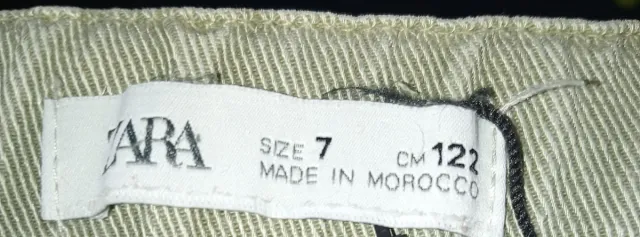 ZARA
SIZE 7 CM 122
MADE IN MOROCCO